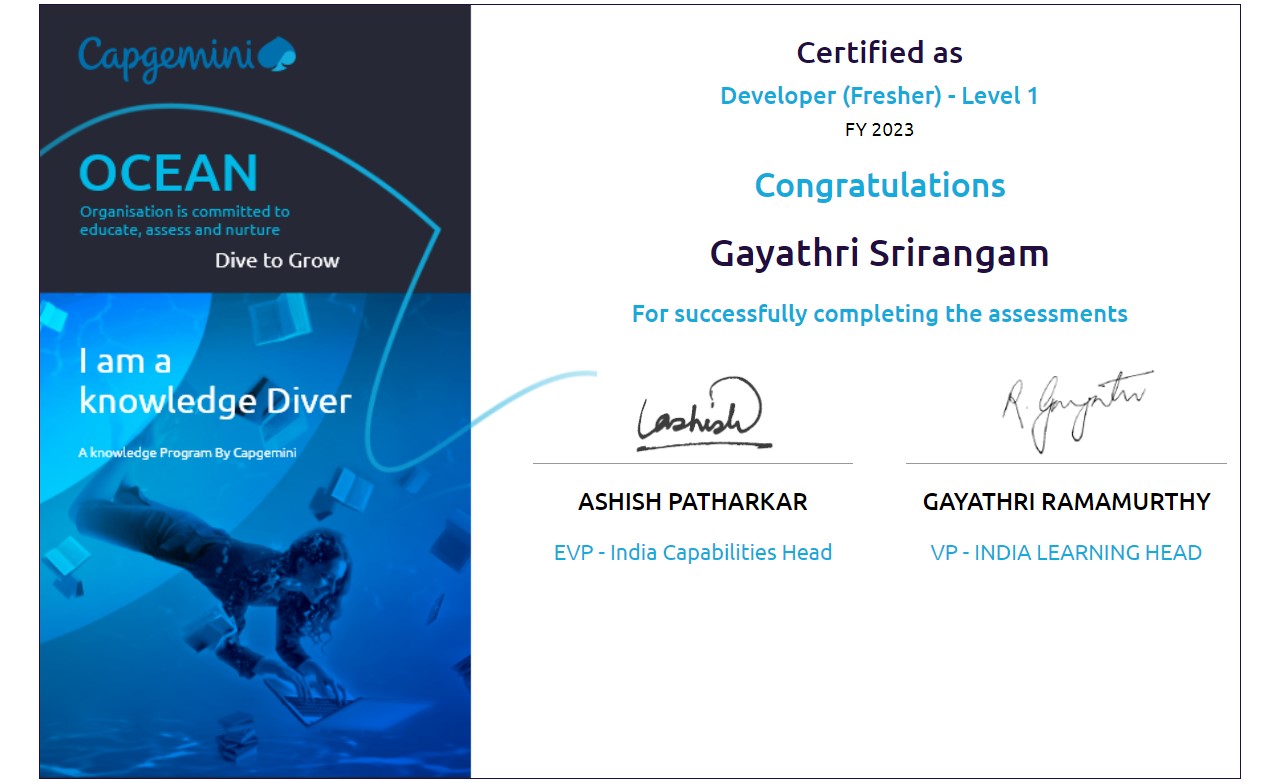 Capgemini
OCEAN
Organisation is committed to
educate, assess and nurture
Dive to Grow
I am a
knowledge Diver
A knowledge Program By Capgemini
Certified as
Developer (Fresher) - Level 1
FY 2023
Congratulations
Gayathri Srirangam
For successfully completing the assessments
R. Gayathri
ASHISH PATHARKAR
EVP - India Capabilities Head
GAYATHRI RAMAMURTHY
VP - INDIA LEARNING HEAD